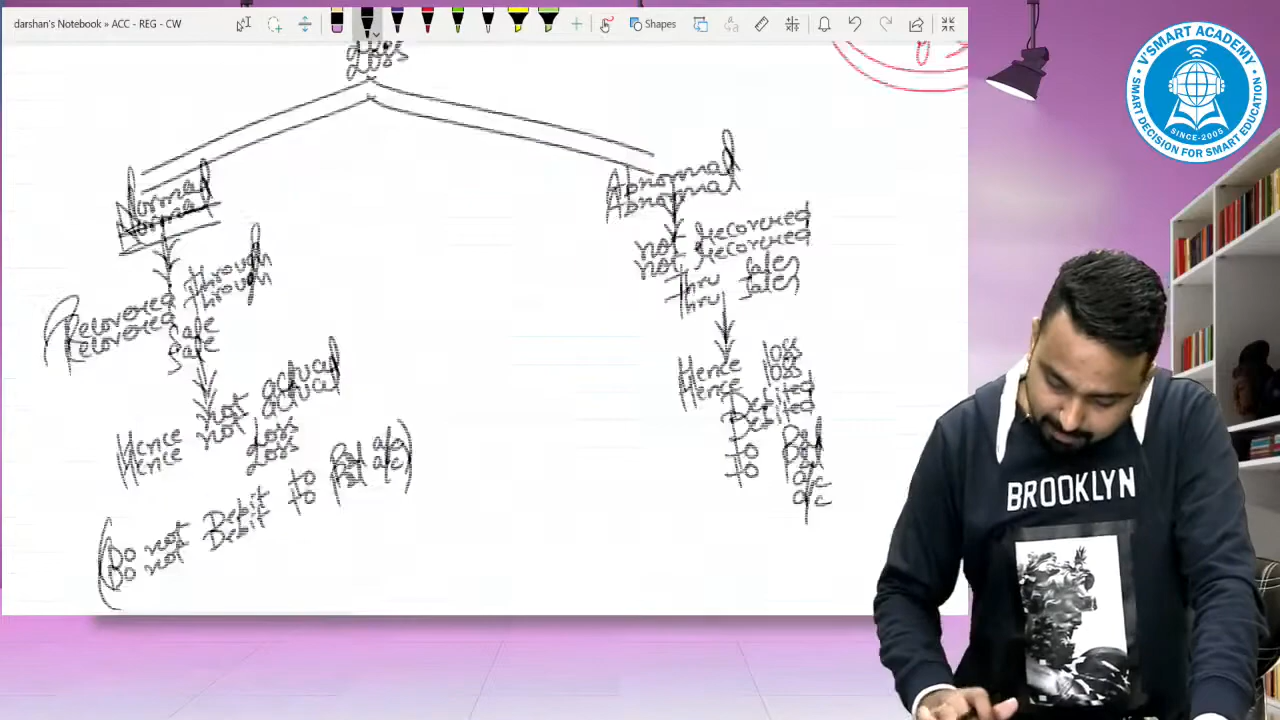 darshan's Notebook » ACC - REG - CW
Shapes
Loss
Normal
Recovered through
Sale
Hence not actual
Loss
(Do not Debit to P&L a/c)
Abnormal
not recovered
thru Sales
Hence loss
Debited
to P&L
a/c
V'SMART ACADEMY
SINCE-2005
SMART DECISION FOR SMART EDUCATION
BROOKLYN